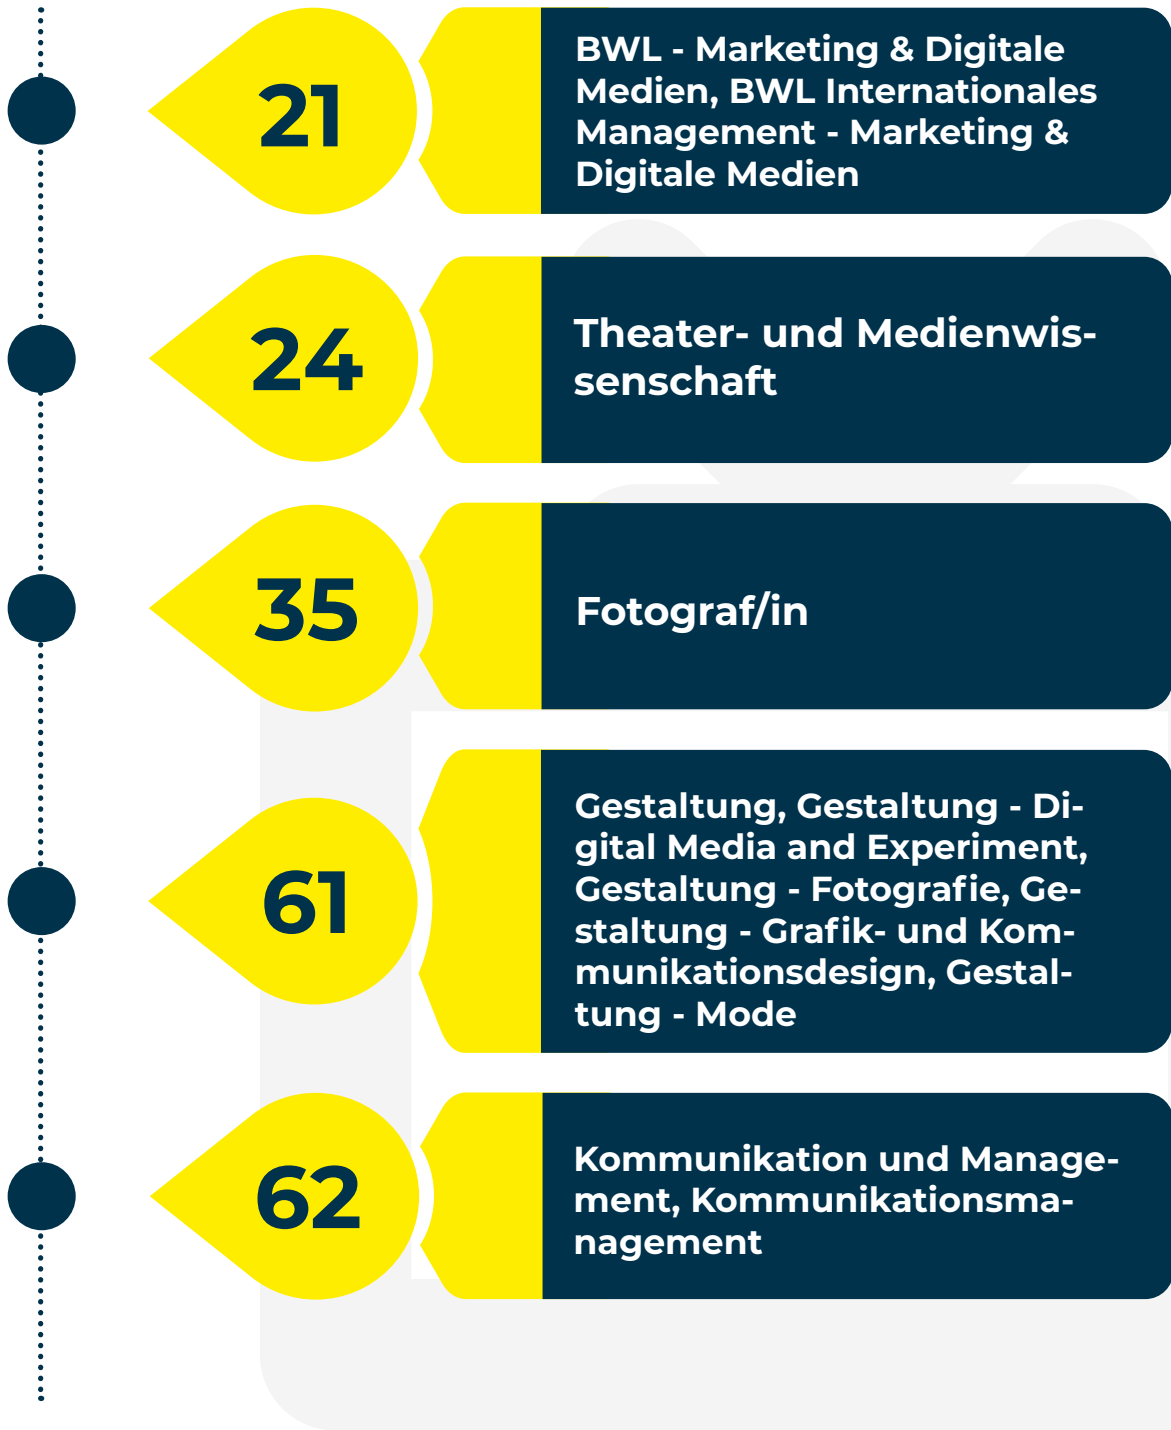 21
BWL - Marketing & Digitale
Medien, BWL Internationales
Management - Marketing &
Digitale Medien
24
Theater- und Medienwis-
senschaft
35
Fotograf/in
61
Gestaltung, Gestaltung - Di-
gital Media and Experiment,
Gestaltung - Fotografie, Ge-
staltung - Grafik- und Kom-
munikationsdesign, Gestal-
tung - Mode
62
Kommunikation und Manage-
ment, Kommunikationsma-
nagement